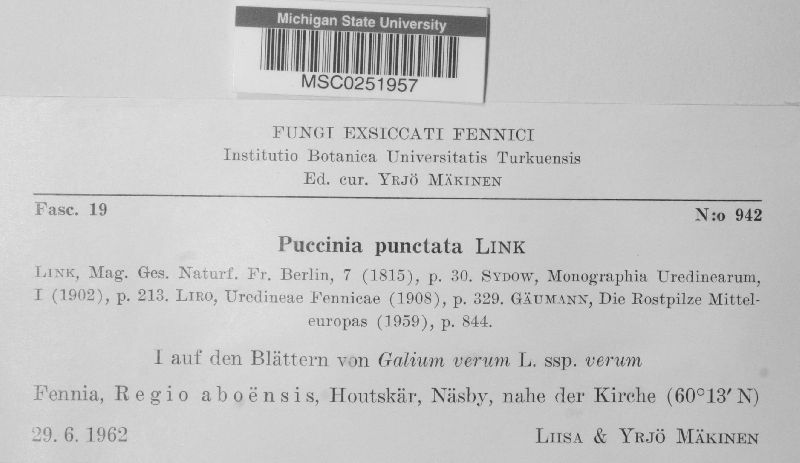 Michigan State University
MSC0251957
FUNGI EXSICCATI FENNICI
Institutio Botanica Universitatis Turkuensis
Ed. cur. YRJÖ MÄKINEN
Fasc. 19 N:o 942
Puccinia punctata LINK
LINK, Mag. Ges. Naturf. Fr. Berlin, 7 (1815), p. 30. SYDOW, Monographia Uredinearum,
I (1902), p. 213. LIRO, Uredineae Fennicae (1908), p. 329. GÄUMANN, Die Rostpilze Mittel-
europas (1959), p. 844.
I auf den Blättern von Galium verum L. ssp. verum
Fennia, Regio aboënsis, Houtskär, Näsby, nahe der Kirche (60°13′ N)
29. 6. 1962 LIISA & YRJÖ MÄKINEN